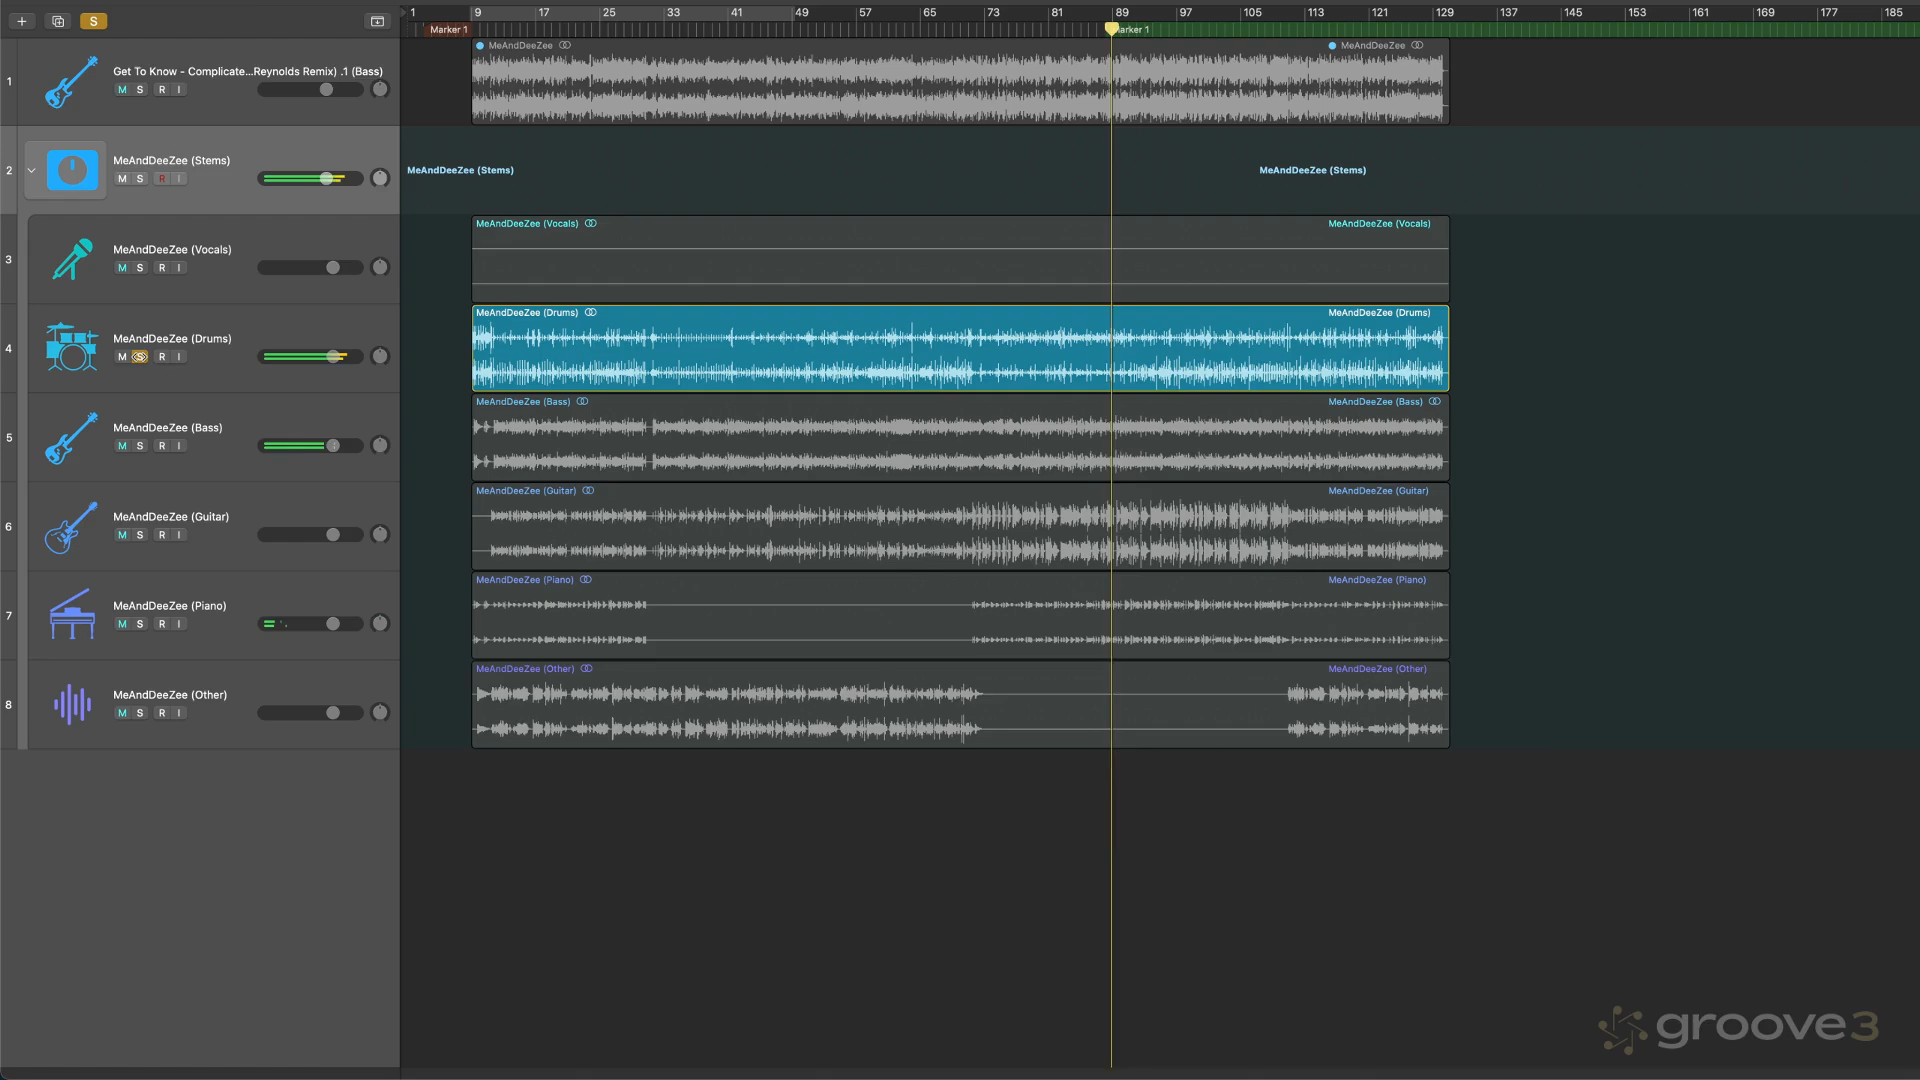 S
1 9 17 25 33 41 49 57 65 73 81 89 97 105 113 121 129 137 145 153 161 169 177 185
Marker 1
arker 1
1
Get To Know - Complicate...Reynolds Remix) .1 (Bass)
M S R I
MeAndDeeZee
MeAndDeeZee
2
MeAndDeeZee (Stems)
M S R I
MeAndDeeZee (Stems)
MeAndDeeZee (Stems)
3
MeAndDeeZee (Vocals)
M S R I
MeAndDeeZee (Vocals)
MeAndDeeZee (Vocals)
4
MeAndDeeZee (Drums)
M S R I
MeAndDeeZee (Drums)
MeAndDeeZee (Drums)
5
MeAndDeeZee (Bass)
M S R I
MeAndDeeZee (Bass)
MeAndDeeZee (Bass)
6
MeAndDeeZee (Guitar)
M S R I
MeAndDeeZee (Guitar)
MeAndDeeZee (Guitar)
7
MeAndDeeZee (Piano)
M S R I
MeAndDeeZee (Piano)
MeAndDeeZee (Piano)
8
MeAndDeeZee (Other)
M S R I
MeAndDeeZee (Other)
MeAndDeeZee (Other)
groove3